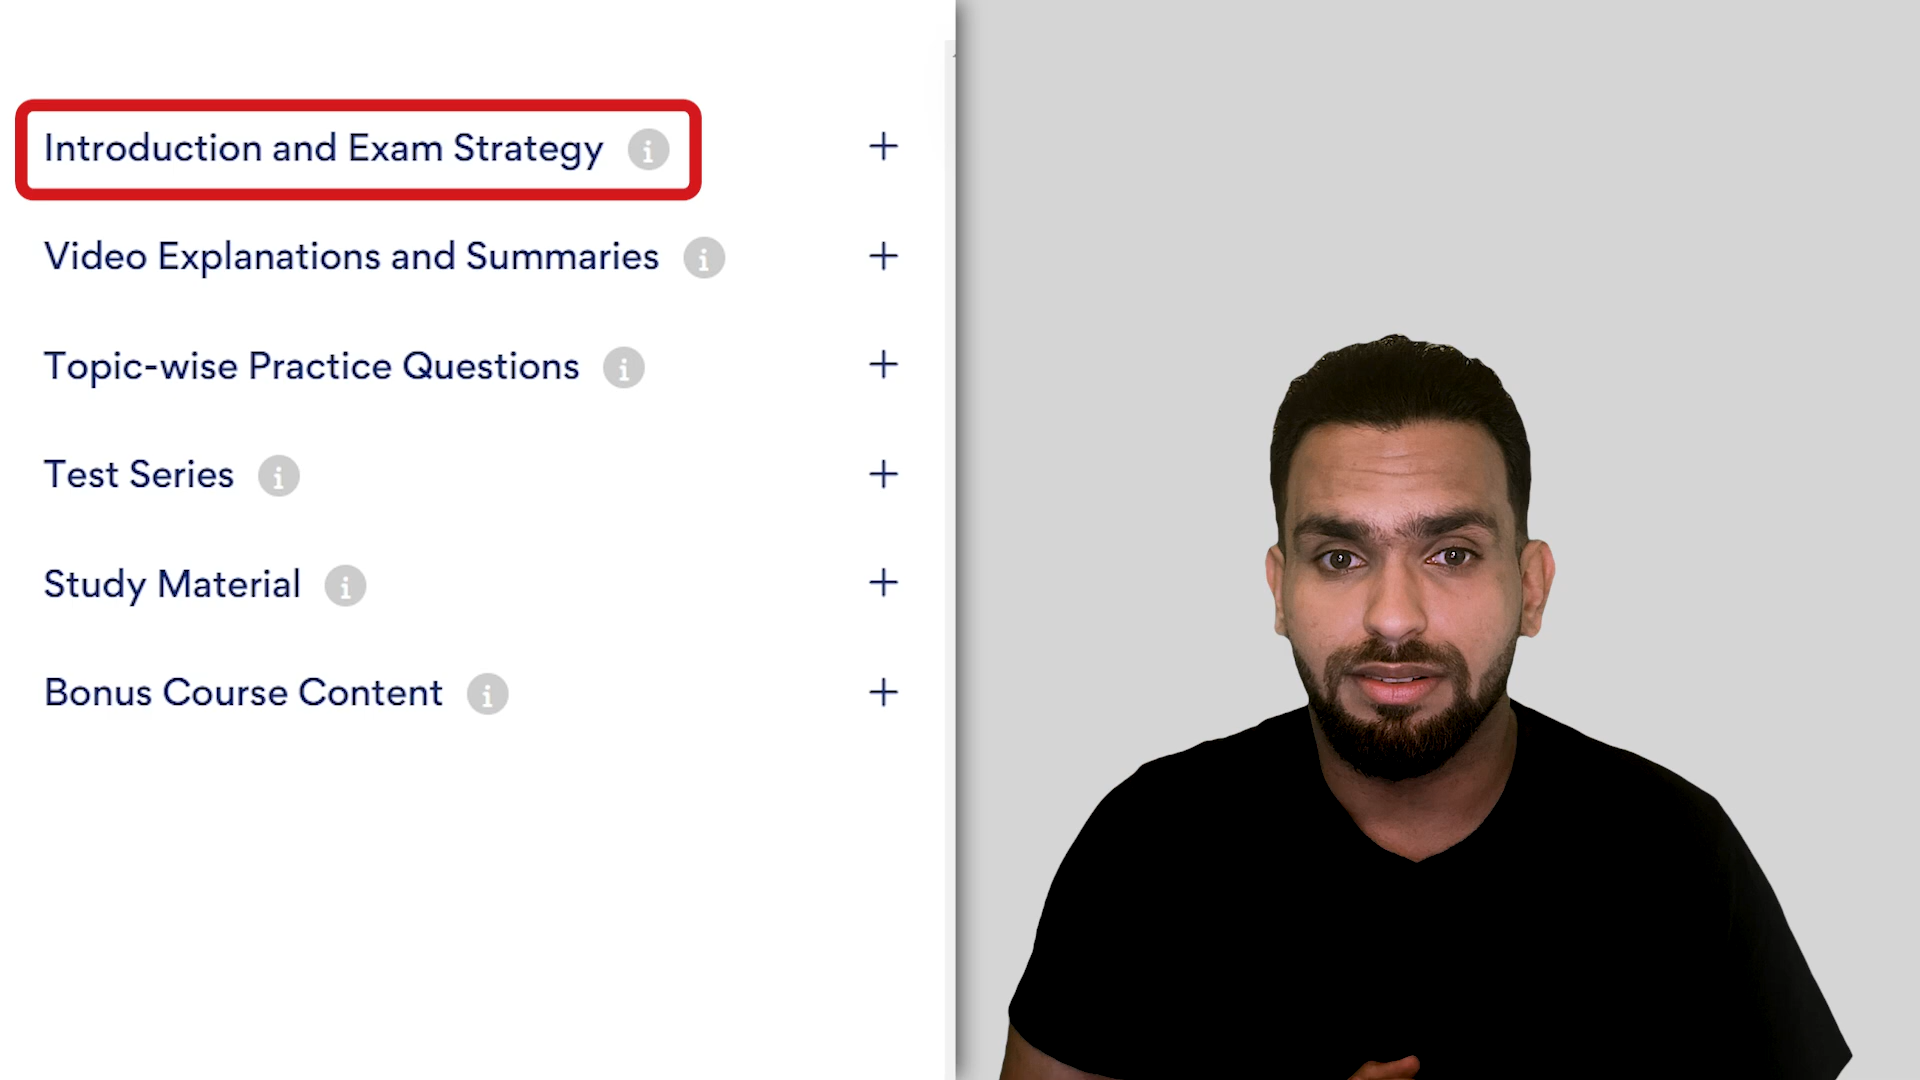 Introduction and Exam Strategy i +
Video Explanations and Summaries i +
Topic-wise Practice Questions i +
Test Series i +
Study Material i +
Bonus Course Content i +